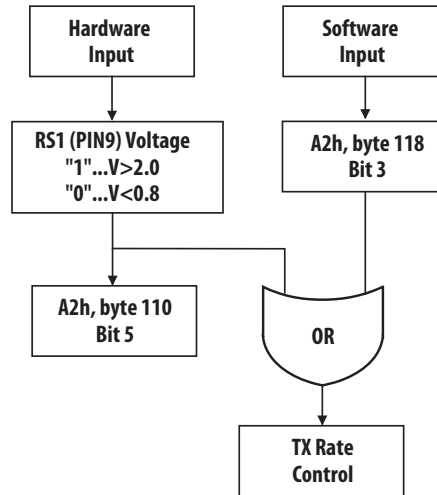 Hardware
Input
Software
Input
RS1 (PIN9) Voltage
"1"...V>2.0
"0"...V<0.8
A2h, byte 118
Bit 3
A2h, byte 110
Bit 5
OR
TX Rate
Control